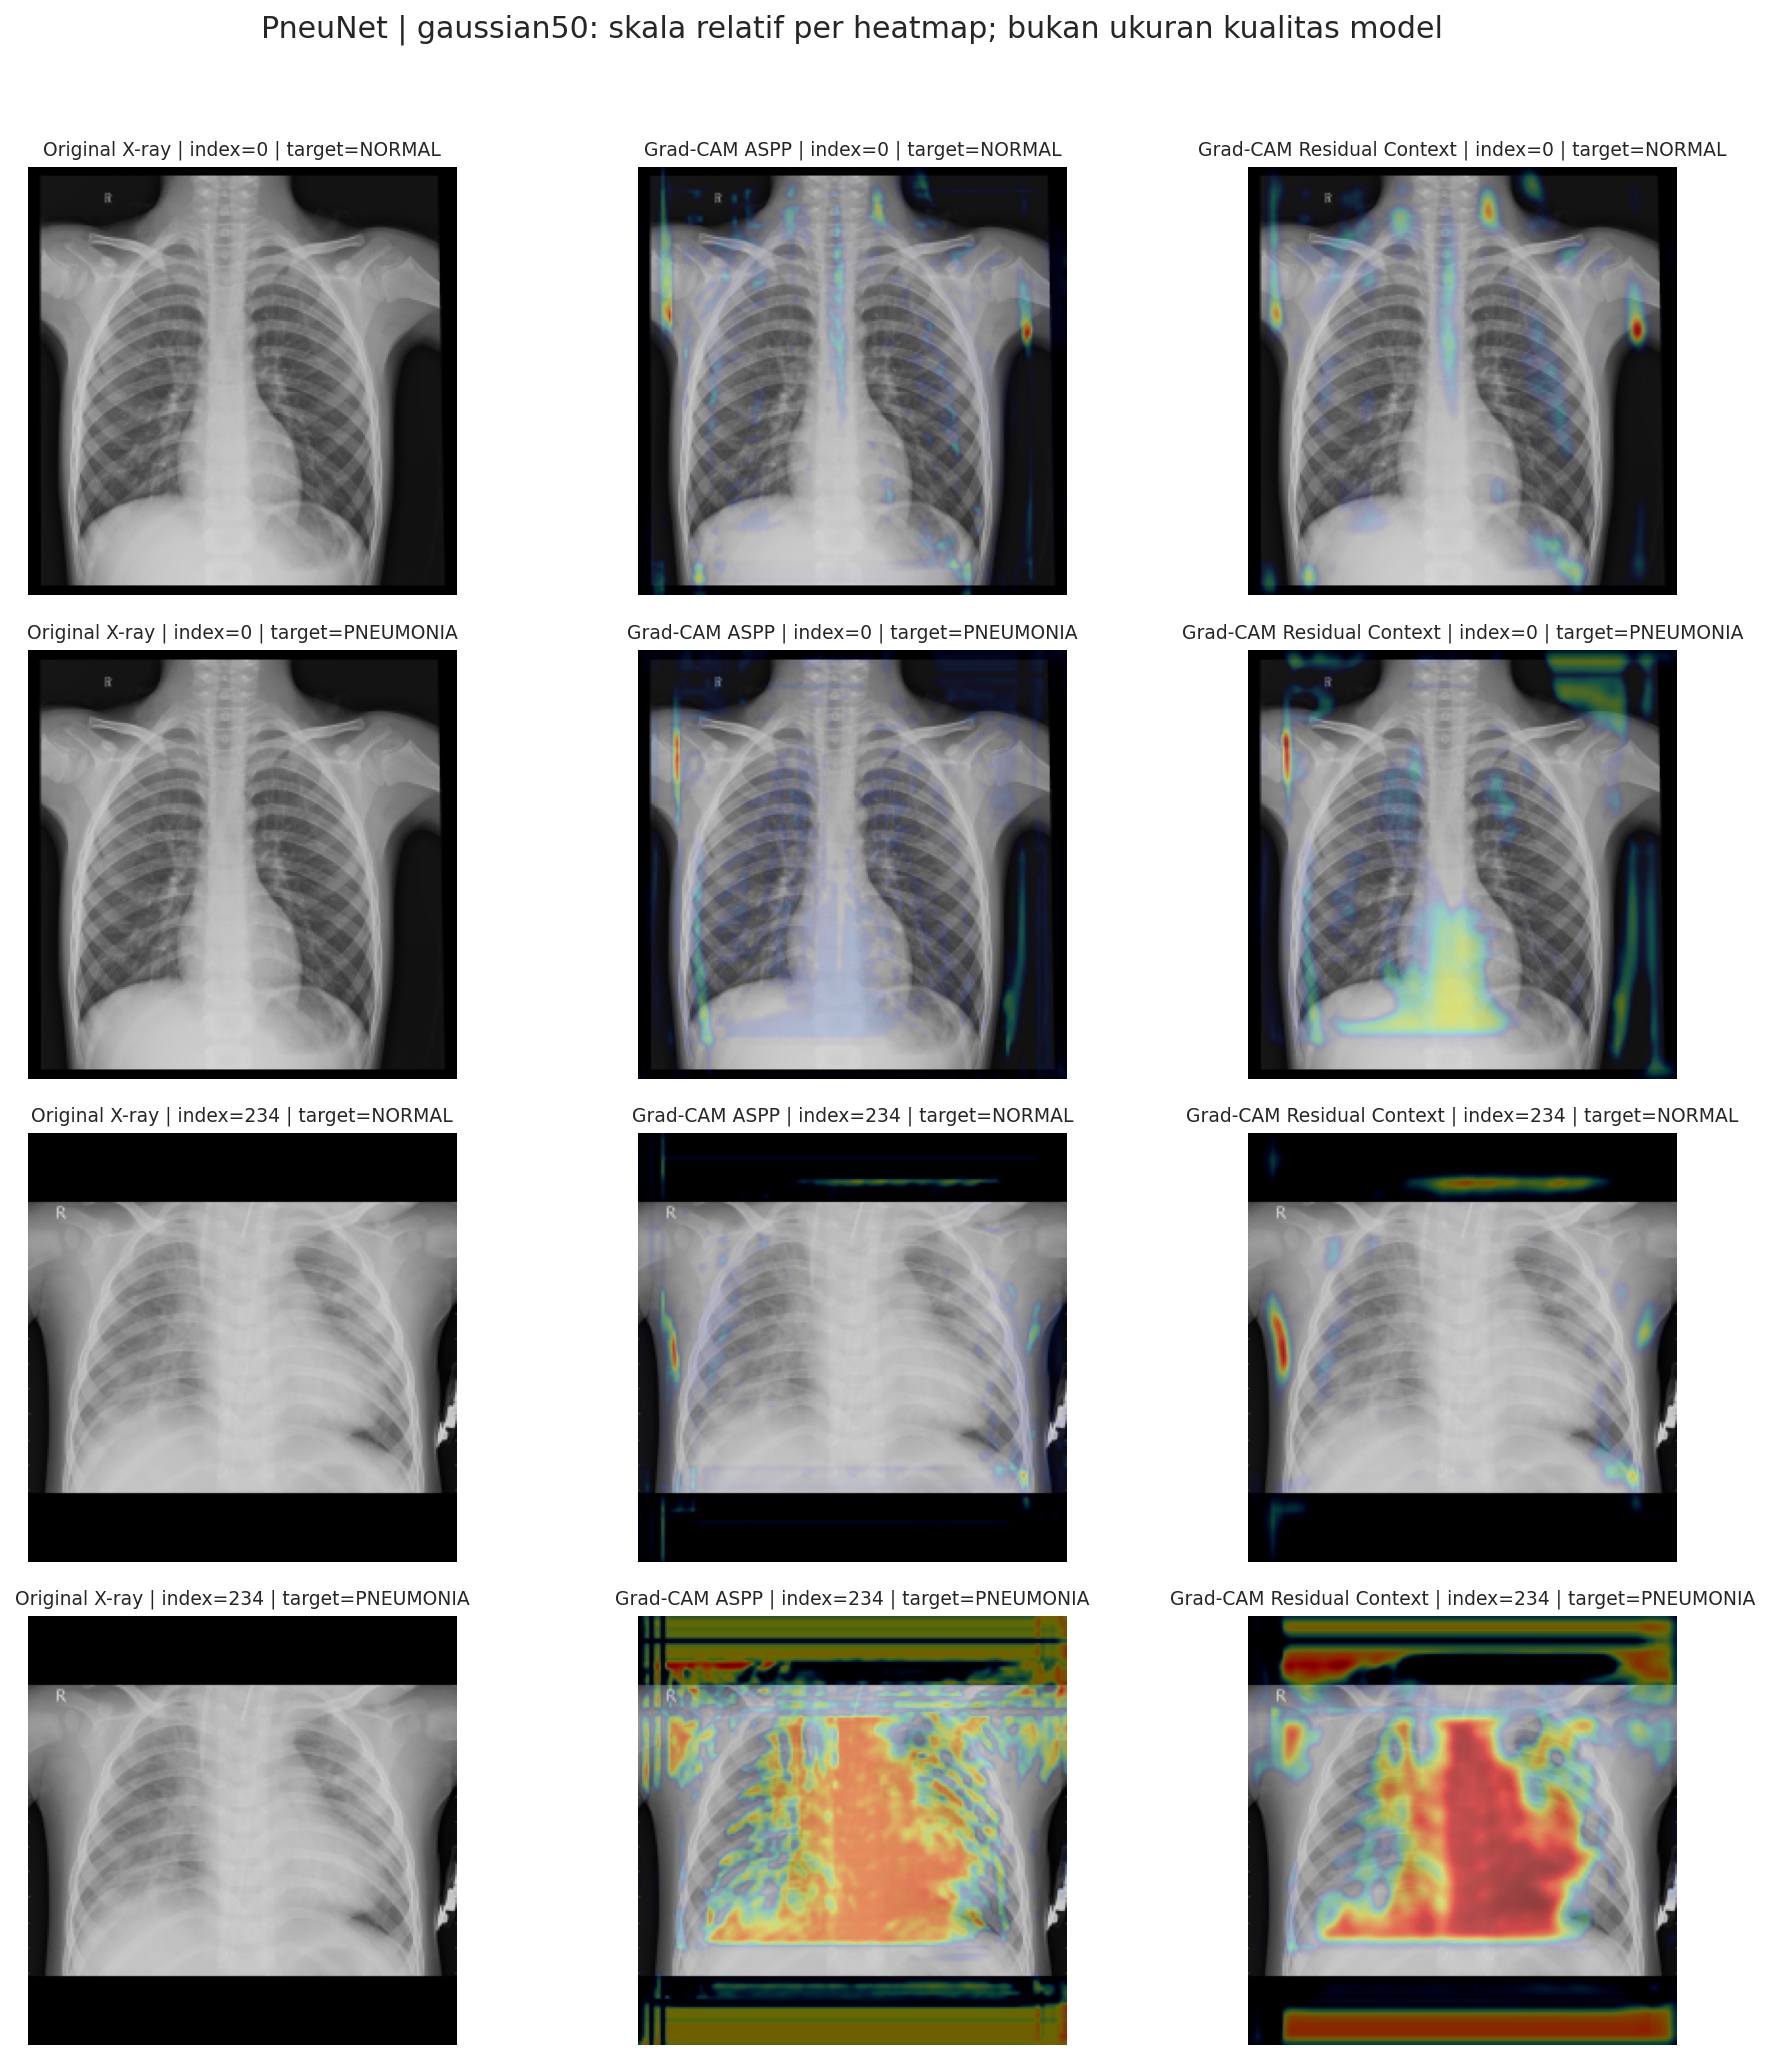 PneuNet | gaussian50: skala relatif per heatmap; bukan ukuran kualitas model
Original X-ray | index=0 | target=NORMAL
Grad-CAM ASPP | index=0 | target=NORMAL
Grad-CAM Residual Context | index=0 | target=NORMAL
R
R
R
Original X-ray | index=0 | target=PNEUMONIA
Grad-CAM ASPP | index=0 | target=PNEUMONIA
Grad-CAM Residual Context | index=0 | target=PNEUMONIA
R
R
R
Original X-ray | index=234 | target=NORMAL
Grad-CAM ASPP | index=234 | target=NORMAL
Grad-CAM Residual Context | index=234 | target=NORMAL
R
R
R
Original X-ray | index=234 | target=PNEUMONIA
Grad-CAM ASPP | index=234 | target=PNEUMONIA
Grad-CAM Residual Context | index=234 | target=PNEUMONIA
R
R
R